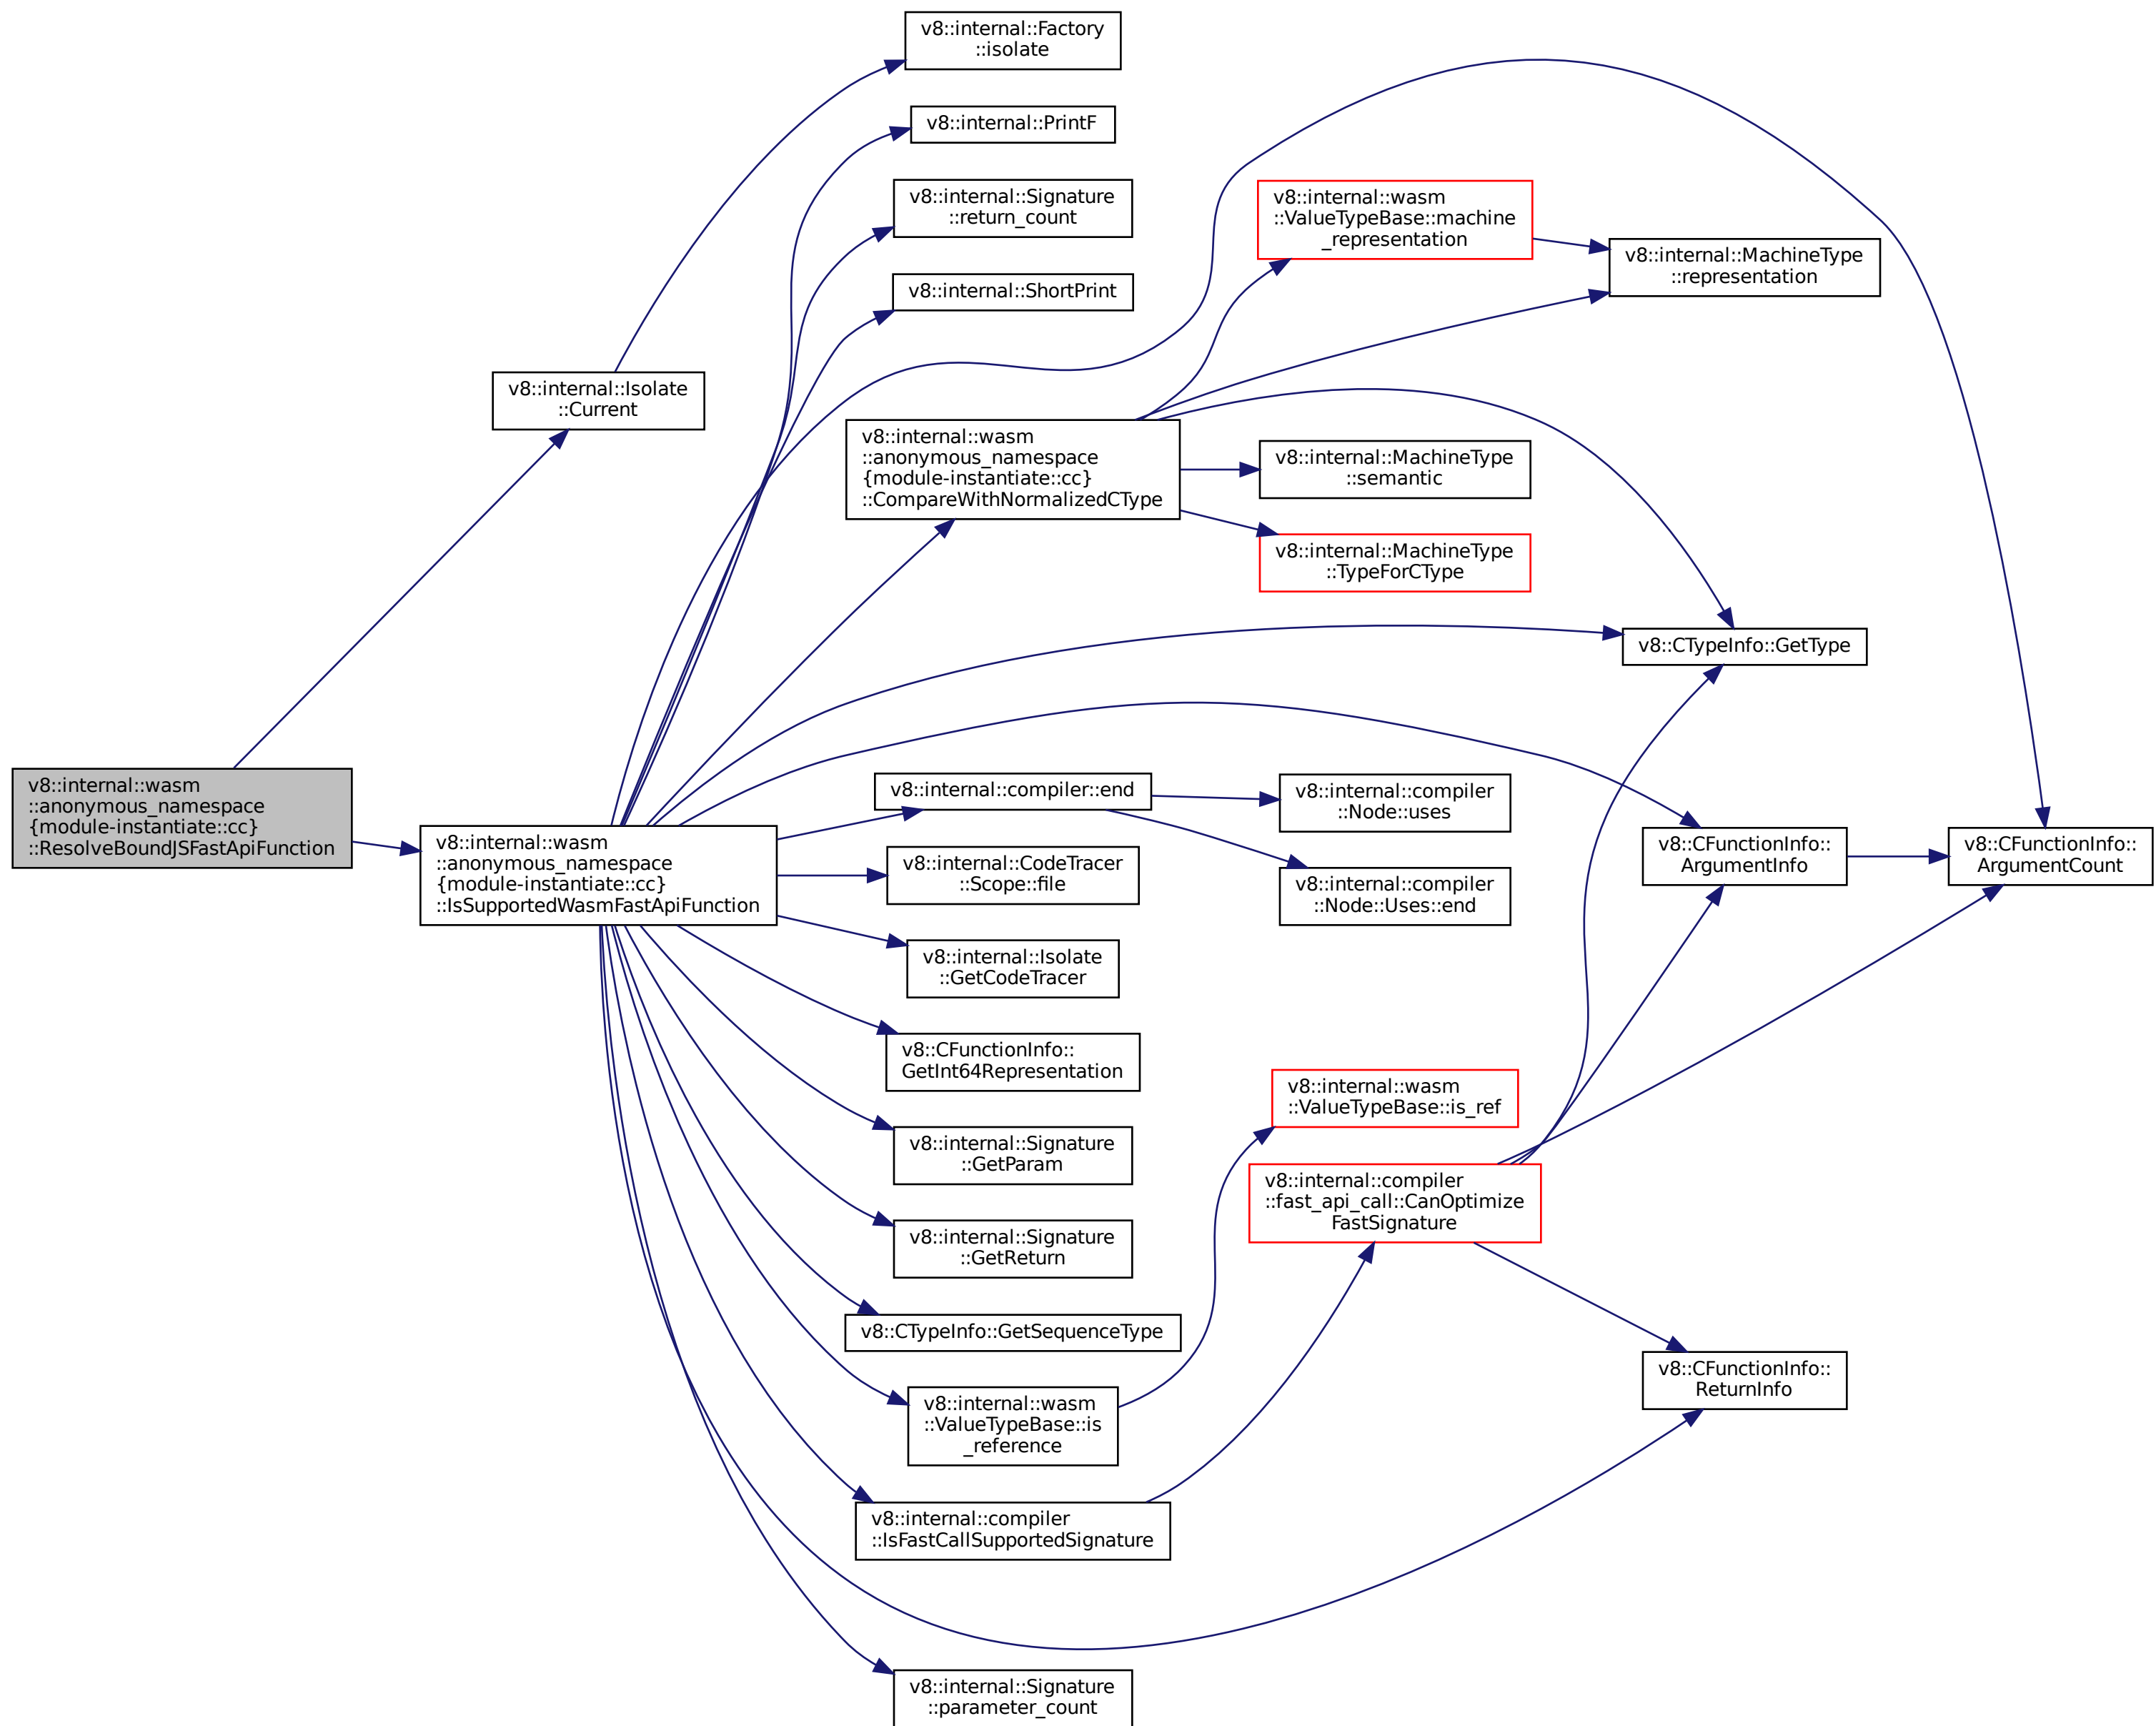 v8::internal::Factory
::isolate
v8::internal::PrintF
v8::internal::Signature
::return_count
v8::internal::ShortPrint
v8::internal::wasm
::ValueTypeBase::machine
_representation
v8::internal::MachineType
::representation
v8::internal::Isolate
::Current
v8::internal::wasm
::anonymous_namespace
{module-instantiate::cc}
::CompareWithNormalizedCType
v8::internal::MachineType
::semantic
v8::internal::MachineType
::TypeForCType
v8::CTypeInfo::GetType
v8::internal::wasm
::anonymous_namespace
{module-instantiate::cc}
::ResolveBoundJSFastApiFunction
v8::internal::wasm
::anonymous_namespace
{module-instantiate::cc}
::IsSupportedWasmFastApiFunction
v8::internal::compiler::end
v8::internal::compiler
::Node::uses
v8::internal::CodeTracer
::Scope::file
v8::internal::compiler
::Node::Uses::end
v8::CFunctionInfo::
ArgumentInfo
v8::CFunctionInfo::
ArgumentCount
v8::internal::Isolate
::GetCodeTracer
v8::CFunctionInfo::
GetInt64Representation
v8::internal::wasm
::ValueTypeBase::is_ref
v8::internal::Signature
::GetParam
v8::internal::compiler
::fast_api_call::CanOptimize
FastSignature
v8::internal::Signature
::GetReturn
v8::CTypeInfo::GetSequenceType
v8::CFunctionInfo::
ReturnInfo
v8::internal::wasm
::ValueTypeBase::is
_reference
v8::internal::compiler
::IsFastCallSupportedSignature
v8::internal::Signature
::parameter_count